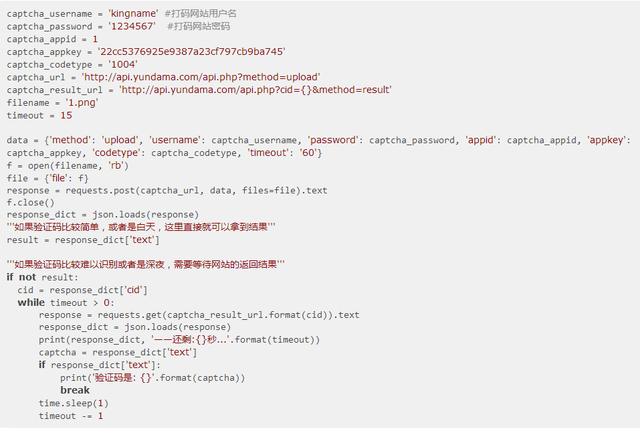 captcha_username = 'kingname' #打码网站用户名
captcha_password = '1234567'  #打码网站密码
captcha_appid = 1
captcha_appkey = '22cc5376925e9387a23cf797cb9ba745'
captcha_codetype = '1004'
captcha_url = 'http://api.yundama.com/api.php?method=upload'
captcha_result_url = 'http://api.yundama.com/api.php?cid={}&method=result'
filename = '1.png'
timeout = 15

data = {'method': 'upload', 'username': captcha_username, 'password': captcha_password, 'appid': captcha_appid, 'appkey':
captcha_appkey, 'codetype': captcha_codetype, 'timeout': '60'}
f = open(filename, 'rb')
file = {'file': f}
response = requests.post(captcha_url, data, files=file).text
f.close()
response_dict = json.loads(response)
'''如果验证码比较简单，或者是白天，这里直接就可以拿到结果'''
result = response_dict['text']

'''如果验证码比较难以识别或者是深夜，需要等待网站的返回结果'''
if not result:
  cid = response_dict['cid']
  while timeout > 0:
      response = requests.get(captcha_result_url.format(cid)).text
      response_dict = json.loads(response)
      print(response_dict, '——还剩:{}秒...'.format(timeout))
      captcha = response_dict['text']
      if response_dict['text']:
          print('验证码是: {}'.format(captcha))
          break
      time.sleep(1)
      timeout -= 1